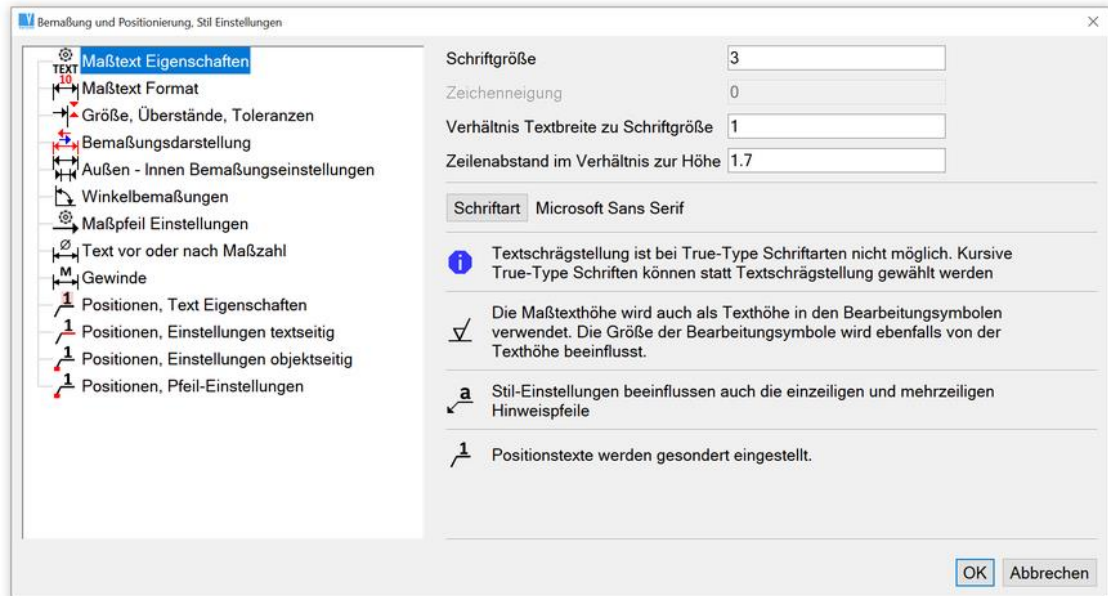 Bemaßung und Positionierung, Stil Einstellungen
TEXT Maßtext Eigenschaften
10 Maßtext Format
Größe, Überstände, Toleranzen
Bemaßungsdarstellung
Außen - Innen Bemaßungseinstellungen
Winkelbemaßungen
Maßpfeil Einstellungen
Ø Text vor oder nach Maßzahl
M Gewinde
1 Positionen, Text Eigenschaften
1 Positionen, Einstellungen textseitig
1 Positionen, Einstellungen objektseitig
1 Positionen, Pfeil-Einstellungen
Schriftgröße 3
Zeichenneigung 0
Verhältnis Textbreite zu Schriftgröße 1
Zeilenabstand im Verhältnis zur Höhe 1.7
Schriftart Microsoft Sans Serif
i Textschrägstellung ist bei True-Type Schriftarten nicht möglich. Kursive
True-Type Schriften können statt Textschrägstellung gewählt werden
Die Maßtexthöhe wird auch als Texthöhe in den Bearbeitungsymbolen
verwendet. Die Größe der Bearbeitungsymbole wird ebenfalls von der
Texthöhe beeinflusst.
a Stil-Einstellungen beeinflussen auch die einzeiligen und mehrzeiligen
Hinweispfeile
1 Positionstexte werden gesondert eingestellt.
OK Abbrechen